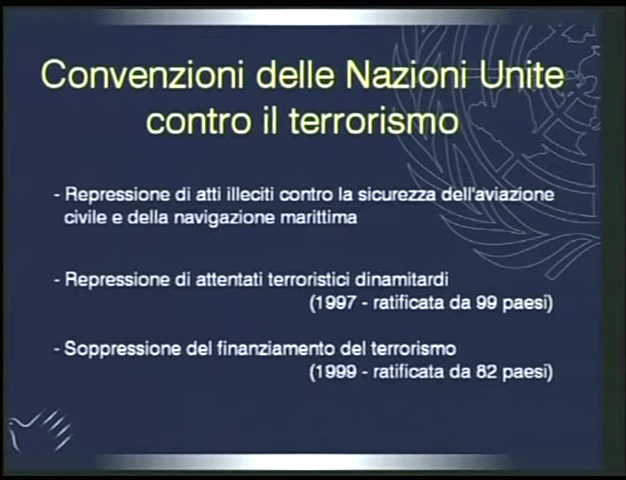 Convenzioni delle Nazioni Unite
contro il terrorismo
- Repressione di atti illeciti contro la sicurezza dell'aviazione
civile e della navigazione marittima
- Repressione di attentati terroristici dinamitardi
(1997 - ratificata da 99 paesi)
- Soppressione del finanziamento del terrorismo
(1999 - ratificata da 82 paesi)